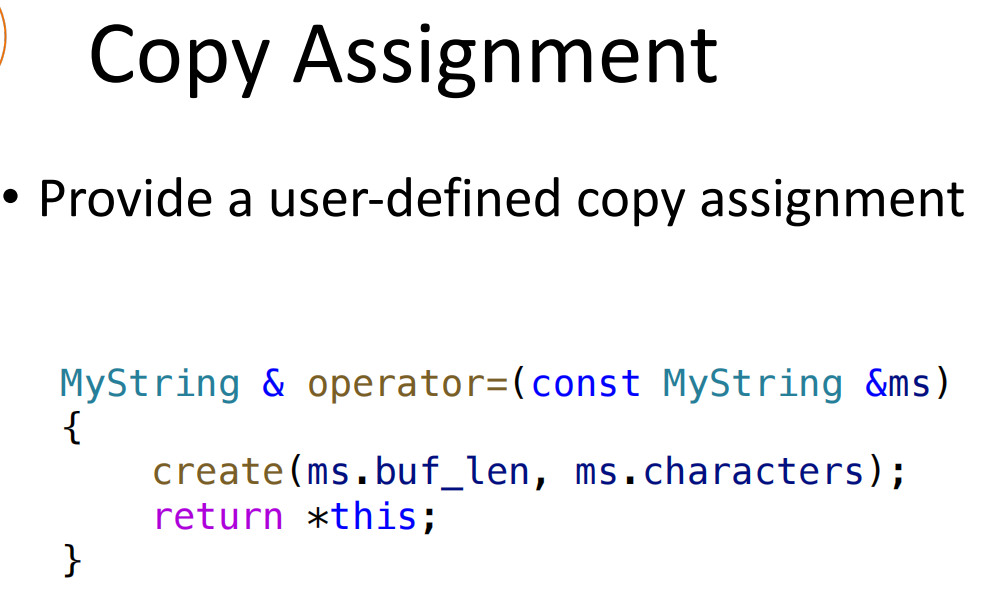 Copy Assignment
• Provide a user-defined copy assignment
MyString & operator=(const MyString &ms)
{
    create(ms.buf_len, ms.characters);
    return *this;
}